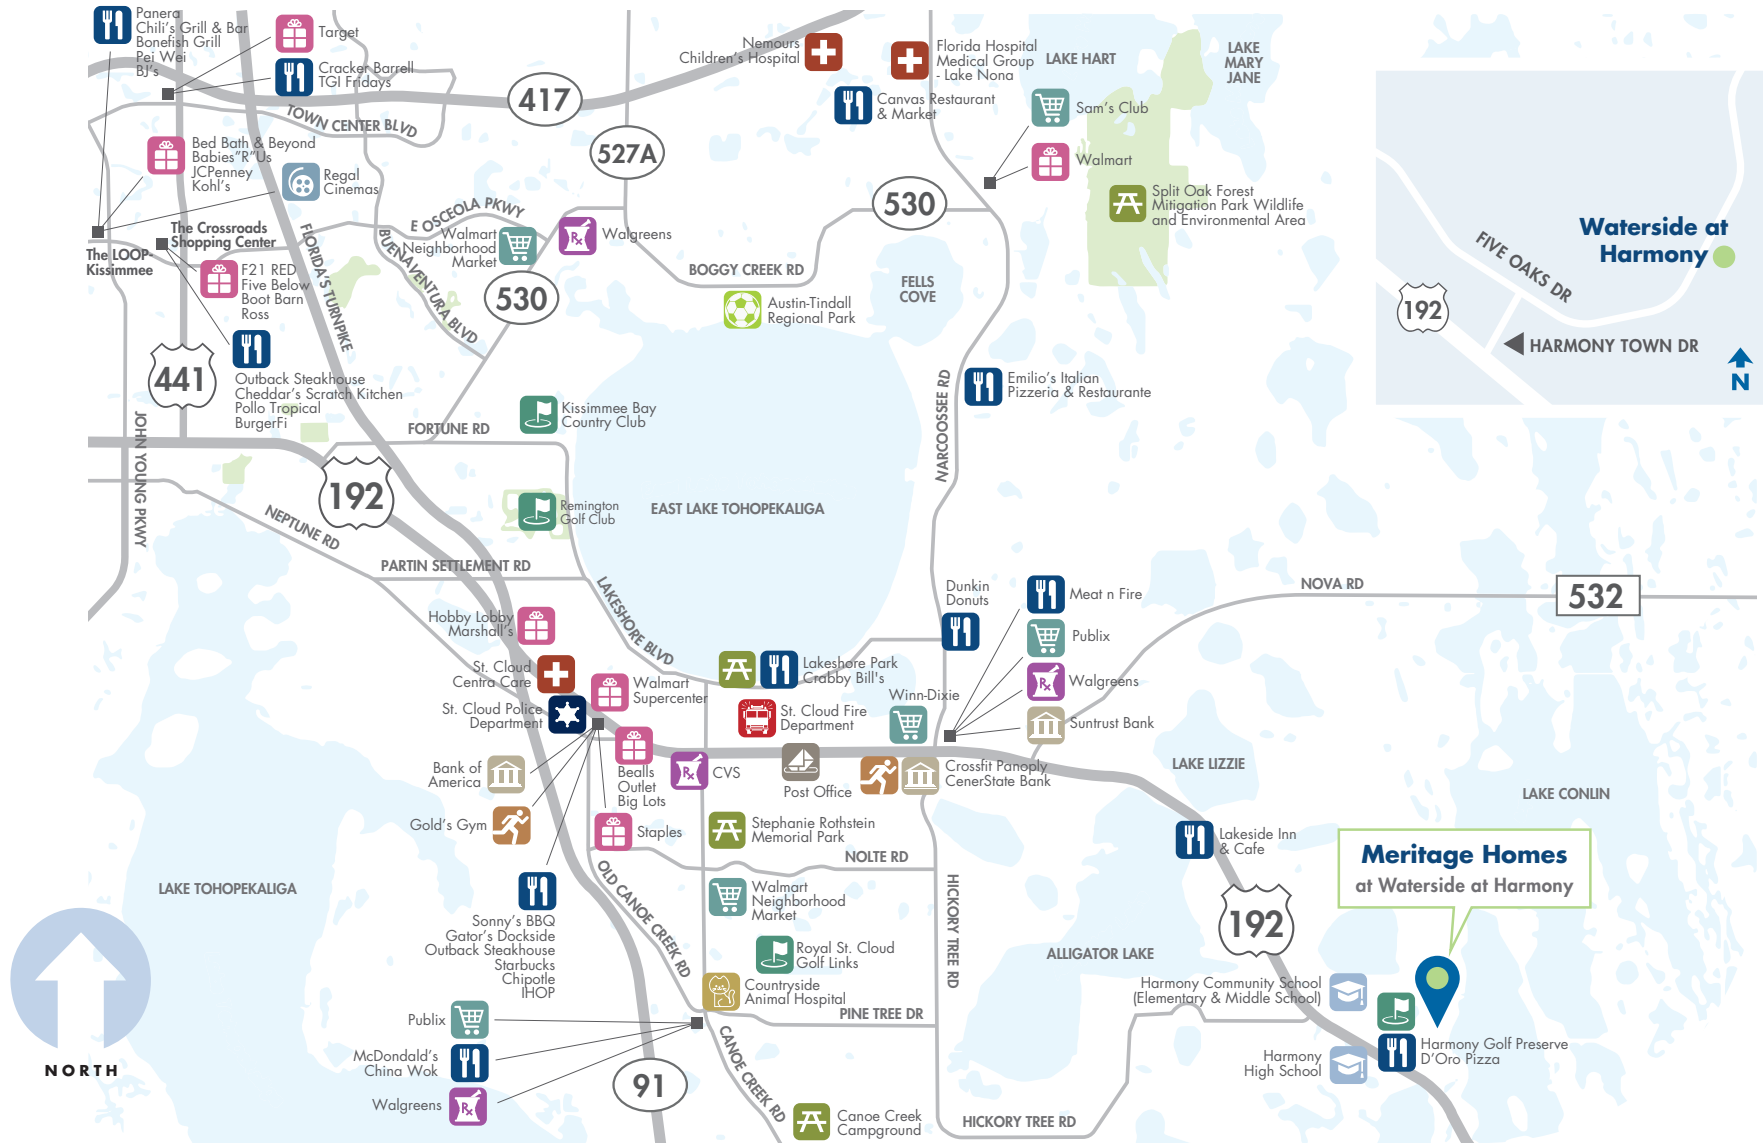 Panera
Chili's Grill & Bar
Bonefish Grill
Pei Wei
BJ's
Target
Cracker Barrell
TGI Fridays
TOWN CENTER BLVD
417
527A
Nemours
Children's Hospital
Florida Hospital
Medical Group
- Lake Nona
Canvas Restaurant
& Market
LAKE HART
LAKE
MARY
JANE
Sam's Club
Walmart
Split Oak Forest
Mitigation Park Wildlife
and Environmental Area
Bed Bath & Beyond
Babies"R"Us
JCPenney
Kohl's
Regal
Cinemas
The Crossroads
Shopping Center
The LOOP-
Kissimmee
F21 RED
Five Below
Boot Barn
Ross
FLORIDA'S TURNPIKE
BUENAVENTURA BLVD
E OSCEOLA PKWY
Walmart
Neighborhood
Market
Walgreens
530
530
BOGGY CREEK RD
FELLS
COVE
Austin-Tindall
Regional Park
441
Outback Steakhouse
Cheddar's Scratch Kitchen
Pollo Tropical
BurgerFi
JOHN YOUNG PKWY
FORTUNE RD
Kissimmee Bay
Country Club
NARCOOSSEE RD
Emilio's Italian
Pizzeria & Restaurante
Waterside at
Harmony
FIVE OAKS DR
192
HARMONY TOWN DR
N
192
NEPTUNE RD
Remington
Golf Club
EAST LAKE TOHOPEKALIGA
PARTIN SETTLEMENT RD
LAKESHORE BLVD
Hobby Lobby
Marshall's
St. Cloud
Centra Care
St. Cloud Police
Department
Walmart
Supercenter
Lakeshore Park
Crabby Bill's
St. Cloud Fire
Department
Winn-Dixie
Dunkin
Donuts
Meat n Fire
Publix
Walgreens
Suntrust Bank
NOVA RD
532
Bank of
America
Gold's Gym
Bealls
Outlet
Big Lots
CVS
Post Office
Crossfit Panoply
CenerState Bank
LAKE LIZZIE
LAKE CONLIN
Staples
Stephanie Rothstein
Memorial Park
NOLTE RD
Lakeside Inn
& Cafe
Meritage Homes
at Waterside at Harmony
LAKE TOHOPEKALIGA
OLD CANOE CREEK RD
Walmart
Neighborhood
Market
HICKORY TREE RD
192
Sonny's BBQ
Gator's Dockside
Outback Steakhouse
Starbucks
Chipotle
IHOP
Royal St. Cloud
Golf Links
ALLIGATOR LAKE
Countryside
Animal Hospital
PINE TREE DR
Harmony Community School
(Elementary & Middle School)
Publix
McDondald's
China Wok
Walgreens
CANOE CREEK RD
91
Harmony
High School
Harmony Golf Preserve
D'Oro Pizza
Canoe Creek
Campground
HICKORY TREE RD
NORTH